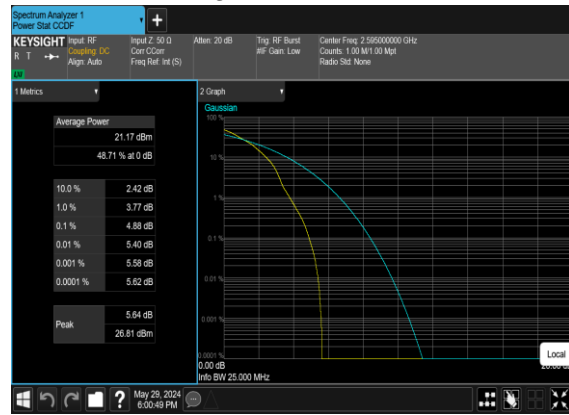 Spectrum Analyzer 1
Power Stat CCDF
KEYSIGHT
R T
LXI
Input: RF
Coupling: DC
Align: Auto
Input Z: 50 Ω
Corr CCorr
Freq Ref: Int (S)
Atten: 20 dB
Trig: RF Burst
#IF Gain: Low
Center Freq: 2.595000000 GHz
Counts: 1.00 M/1.00 Mpt
Radio Std: None
1 Metrics
Average Power
21.17 dBm
48.71 % at 0 dB
10.0 % 2.42 dB
1.0 % 3.77 dB
0.1 % 4.88 dB
0.01 % 5.40 dB
0.001 % 5.58 dB
0.0001 % 5.62 dB
Peak
5.64 dB
26.81 dBm
2 Graph
Gaussian
100 %
10 %
1 %
0.1 %
0.01 %
0.001 %
0.0001 %
0.00 dB
Info BW 25.000 MHz
Local
?
May 29, 2024
6:00:49 PM